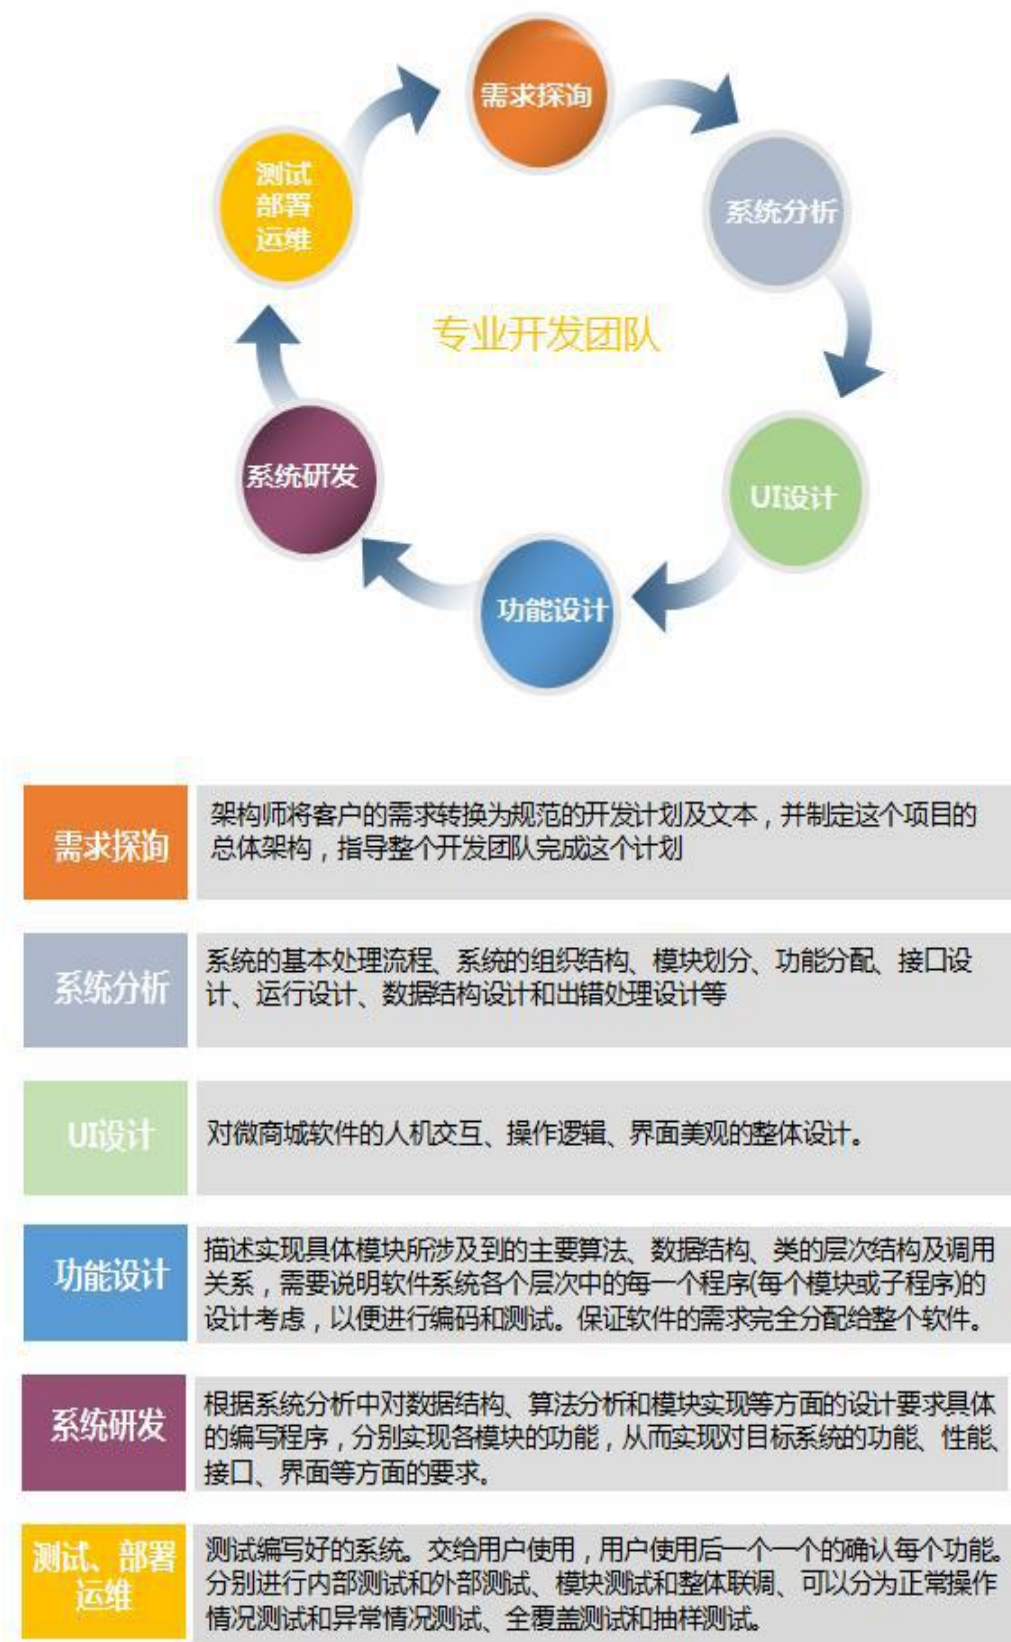 需求探询
测试
部署
运维
系统分析
专业开发团队
系统研发
UI设计
功能设计
需求探询
架构师将客户的需求转换为规范的开发计划及文本，并制定这个项目的
总体架构，指导整个开发团队完成这个计划
系统分析
系统的基本处理流程、系统的组织结构、模块划分、功能分配、接口设
计、运行设计、数据结构设计和出错处理设计等
UI设计
对微商城软件的人机交互、操作逻辑、界面美观的整体设计。
功能设计
描述实现具体模块所涉及到的主要算法、数据结构、类的层次结构及调用
关系，需要说明软件系统各个层次中的每一个程序(每个模块或子程序)的
设计考虑，以便进行编码和测试。保证软件的需求完全分配给整个软件。
系统研发
根据系统分析中对数据结构、算法分析和模块实现等方面的设计要求具体
的编写程序，分别实现各模块的功能，从而实现对目标系统的功能、性能、
接口、界面等方面的要求。
测试、部署
运维
测试编写好的系统。交给用户使用，用户使用后一个一个的确认每个功能。
分别进行内部测试和外部测试、模块测试和整体联调、可以分为正常操作
情况测试和异常情况测试、全覆盖测试和抽样测试。